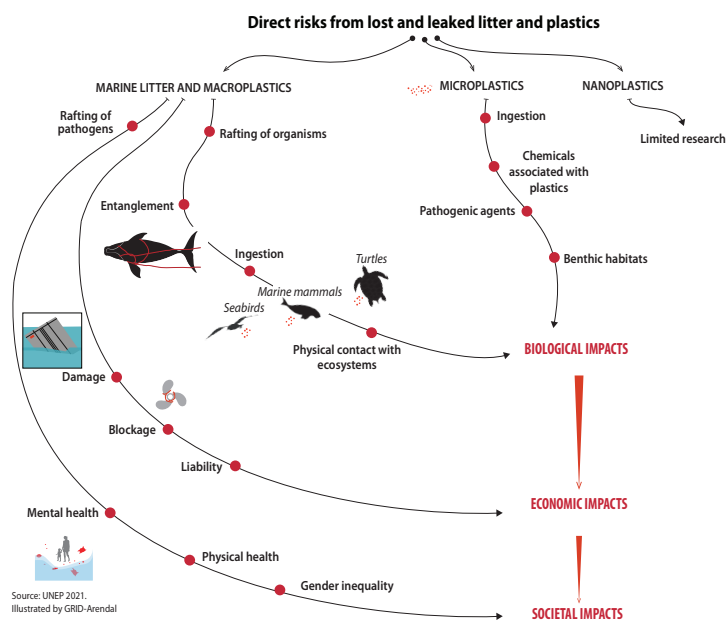 Direct risks from lost and leaked litter and plastics
MARINE LITTER AND MACROPLASTICS
MICROPLASTICS
NANOPLASTICS
Rafting of
pathogens
Rafting of organisms
Ingestion
Limited research
Chemicals
associated with
plastics
Entanglement
Pathogenic agents
Ingestion
Benthic habitats
Turtles
Marine mammals
Seabirds
Physical contact with
ecosystems
BIOLOGICAL IMPACTS
Damage
Blockage
Liability
ECONOMIC IMPACTS
Mental health
Physical health
Gender inequality
SOCIETAL IMPACTS
Source: UNEP 2021.
Illustrated by GRID-Arendal